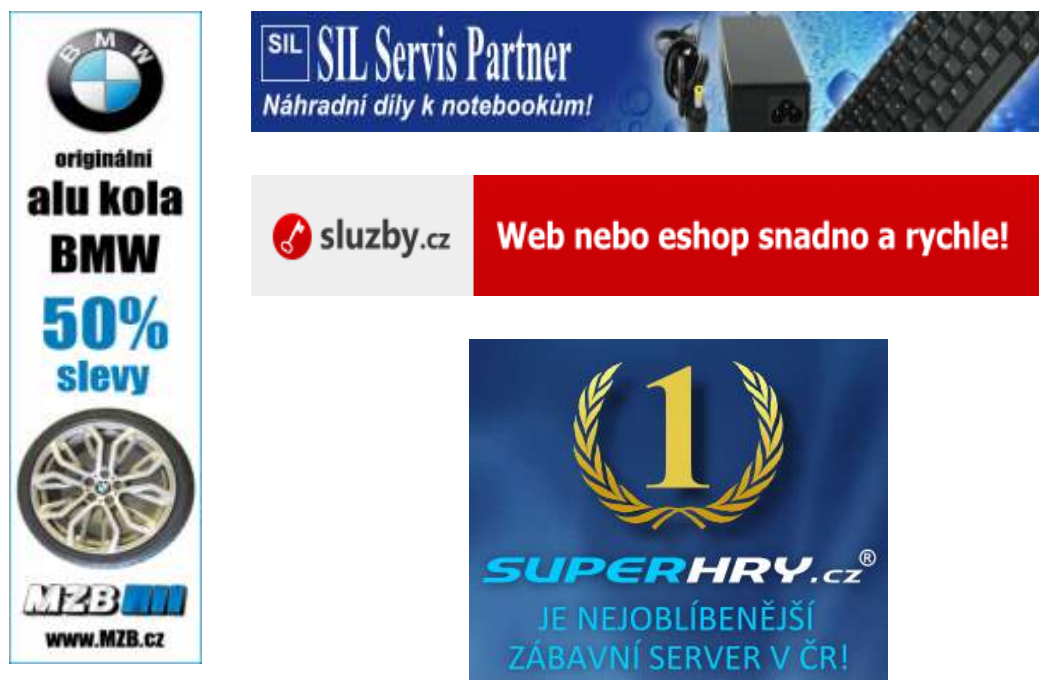 BMW
originální
alu kola
BMW
50%
slevy
MZB
www.MZB.cz
SIL SIL Servis Partner
Náhradní díly k notebookům!
sluzby.cz
Web nebo eshop snadno a rychle!
1
SUPERHRY.cz®
JE NEJOBLÍBENĚJŠÍ
ZÁBAVNÍ SERVER V ČR!